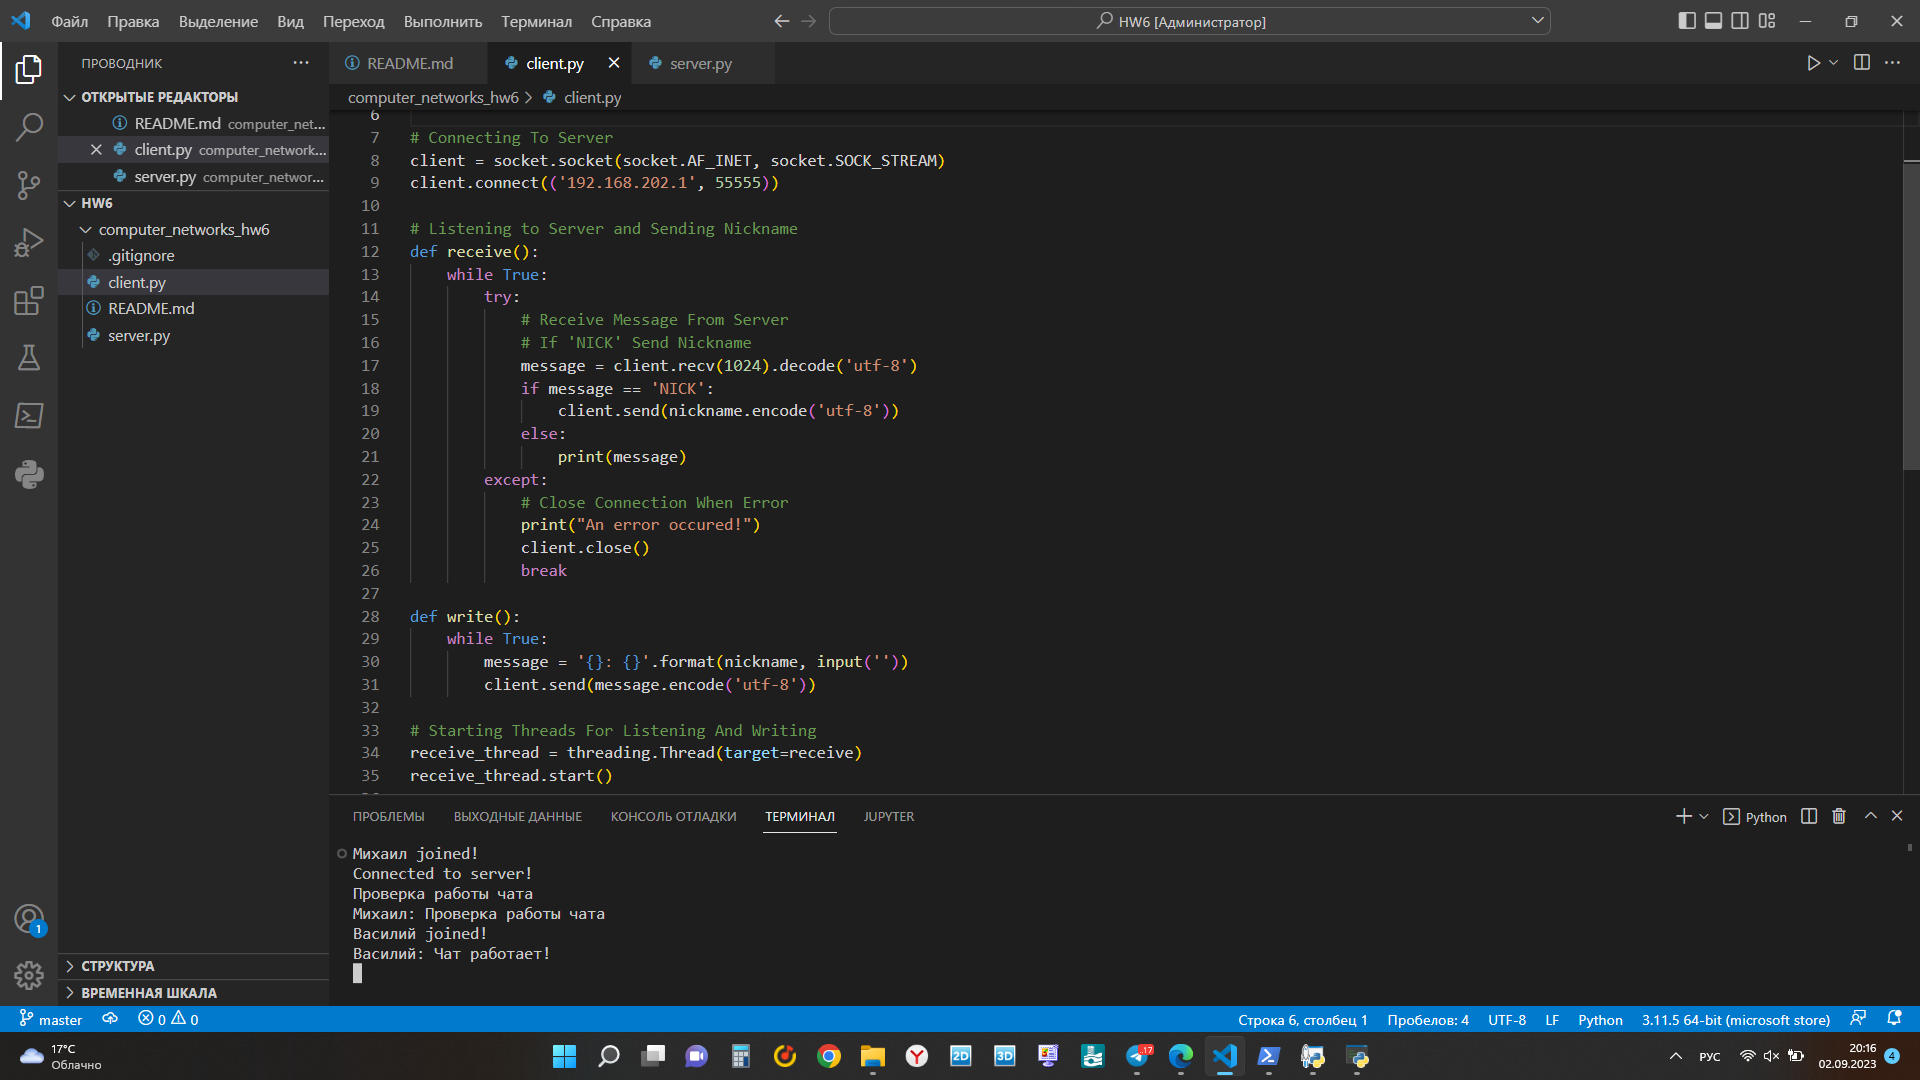 Файл Правка Выделение Вид Переход Выполнить Терминал Справка HW6 [Администратор]
ПРОВОДНИК
README.md client.py server.py
computer_networks_hw6 client.py
ОТКРЫТЫЕ РЕДАКТОРЫ
README.md computer_net...
client.py computer_network...
server.py computer_networ...
HW6
computer_networks_hw6
.gitignore
client.py
README.md
server.py
СТРУКТУРА
ВРЕМЕННАЯ ШКАЛА
6
7 # Connecting To Server
8 client = socket.socket(socket.AF_INET, socket.SOCK_STREAM)
9 client.connect(('192.168.202.1', 55555))
10
11 # Listening to Server and Sending Nickname
12 def receive():
13 while True:
14 try:
15 # Receive Message From Server
16 # If 'NICK' Send Nickname
17 message = client.recv(1024).decode('utf-8')
18 if message == 'NICK':
19 client.send(nickname.encode('utf-8'))
20 else:
21 print(message)
22 except:
23 # Close Connection When Error
24 print("An error occured!")
25 client.close()
26 break
27
28 def write():
29 while True:
30 message = '{}: {}'.format(nickname, input(''))
31 client.send(message.encode('utf-8'))
32
33 # Starting Threads For Listening And Writing
34 receive_thread = threading.Thread(target=receive)
35 receive_thread.start()
ПРОБЛЕМЫ ВЫХОДНЫЕ ДАННЫЕ КОНСОЛЬ ОТЛАДКИ ТЕРМИНАЛ JUPYTER Python
Михаил joined!
Connected to server!
Проверка работы чата
Михаил: Проверка работы чата
Василий joined!
Василий: Чат работает!
1
master 0 0 Строка 6, столбец 1 Пробелов: 4 UTF-8 LF Python 3.11.5 64-bit (microsoft store)
17°C
Облачно
2D 3D 17
РУС
20:16
02.09.2023
4